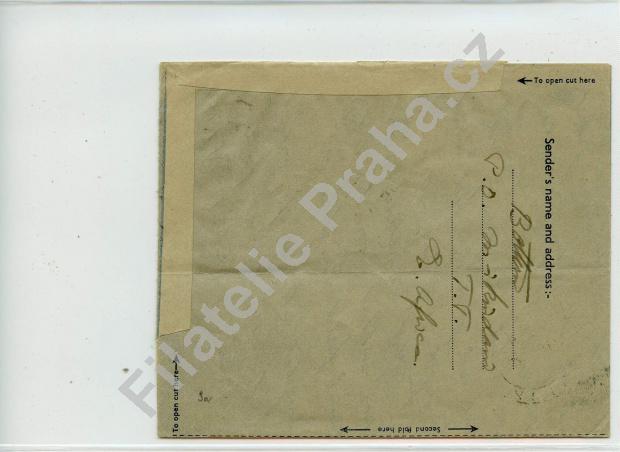 To open cut here
Sender's name and address:-
P.O.
T.V.
S. Africa.
To open cut here
Second fold here
Filatelie Praha.cz